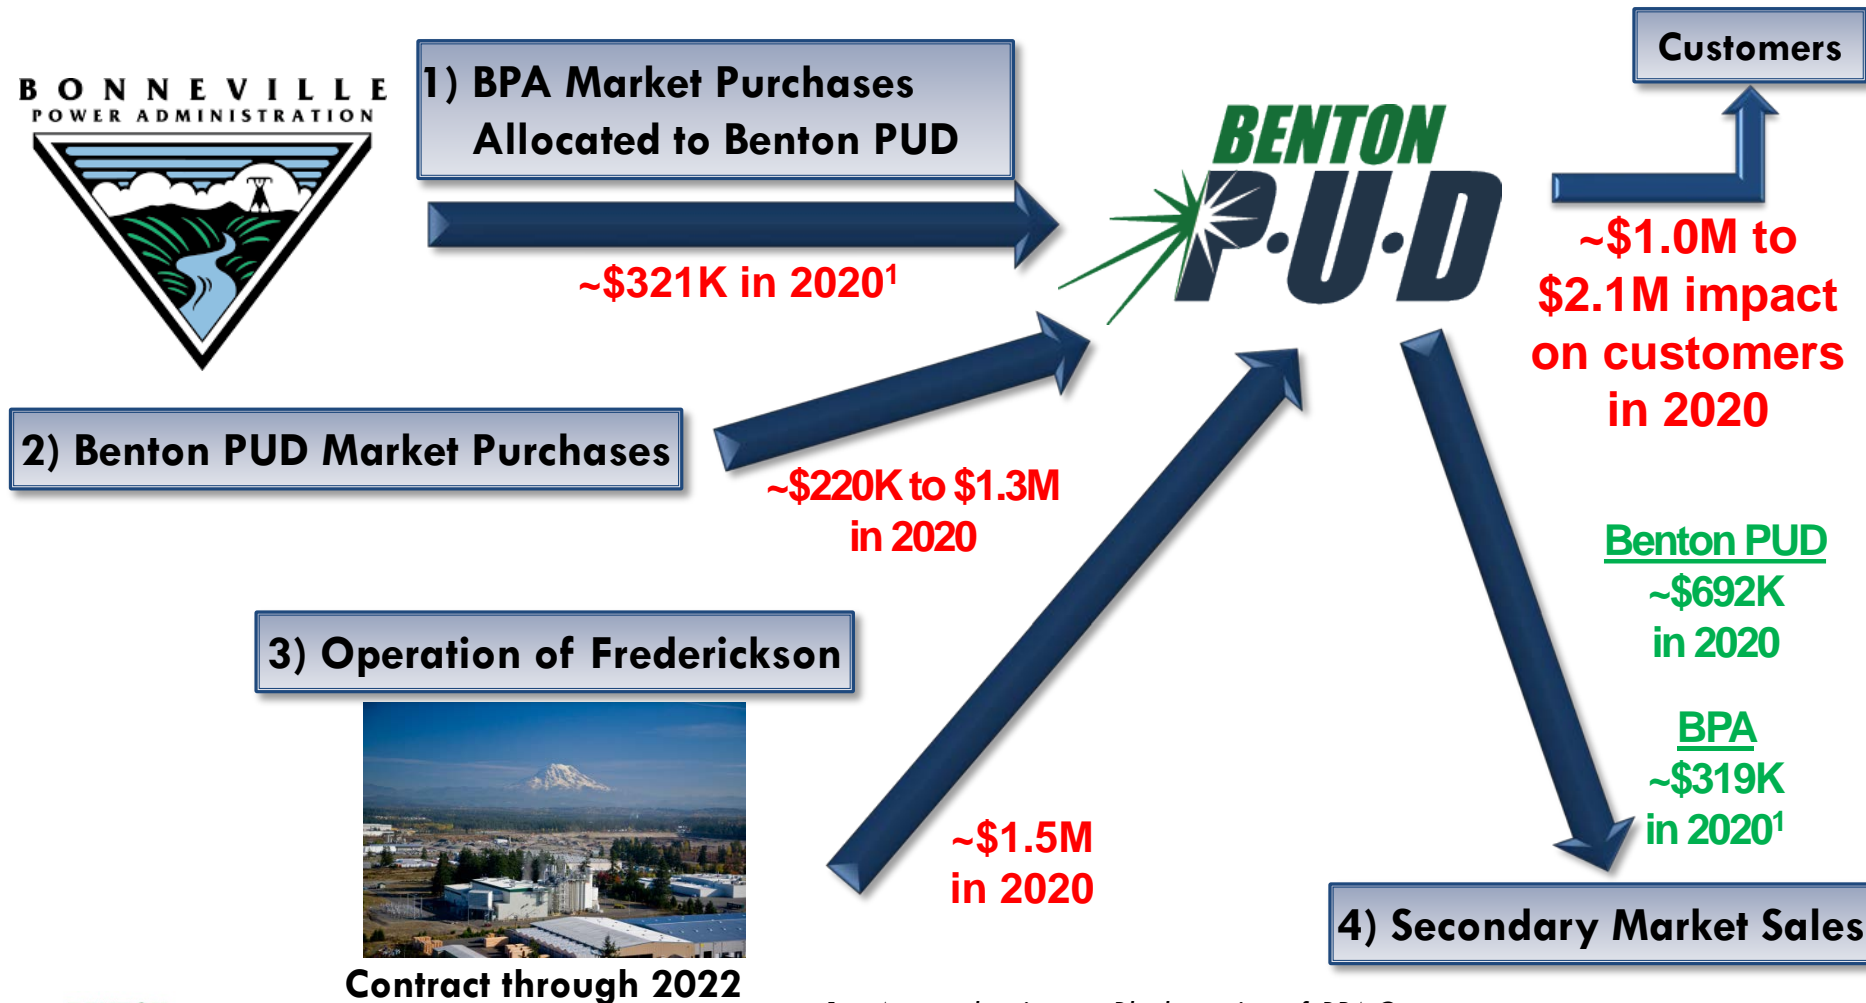 BONNEVILLE
POWER ADMINISTRATION
1) BPA Market Purchases
Allocated to Benton PUD
~$321K in 2020¹
BENTON
P·U·D
Customers
~$1.0M to
$2.1M impact
on customers
in 2020
2) Benton PUD Market Purchases
~$220K to $1.3M
in 2020
3) Operation of Frederickson
Contract through 2022
~$1.5M
in 2020
Benton PUD
~$692K
in 2020
BPA
~$319K
in 2020¹
4) Secondary Market Sales